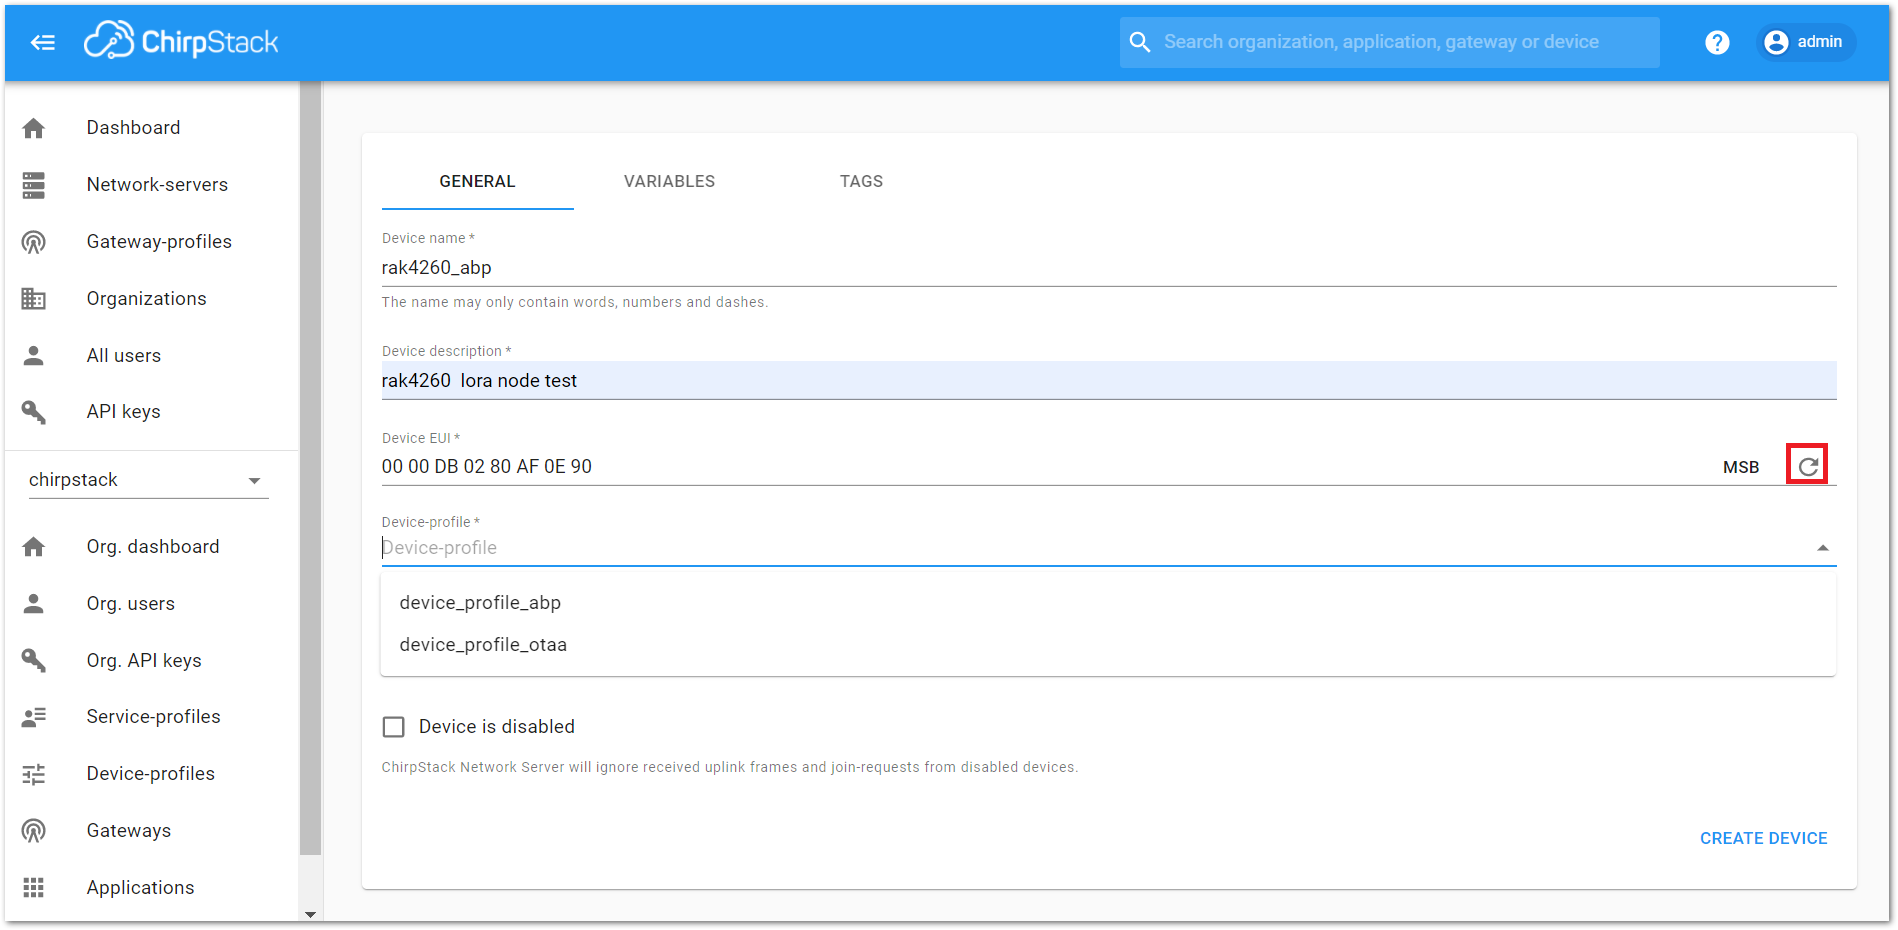 ChirpStack
Search organization, application, gateway or device
?
admin
Dashboard
Network-servers
Gateway-profiles
Organizations
All users
API keys
chirpstack
Org. dashboard
Org. users
Org. API keys
Service-profiles
Device-profiles
Gateways
Applications
GENERAL VARIABLES TAGS
Device name *
rak4260_abp
The name may only contain words, numbers and dashes.
Device description *
rak4260  lora node test
Device EUI *
00 00 DB 02 80 AF 0E 90 MSB
Device-profile *
Device-profile
device_profile_abp
device_profile_otaa
Device is disabled
ChirpStack Network Server will ignore received uplink frames and join-requests from disabled devices.
CREATE DEVICE